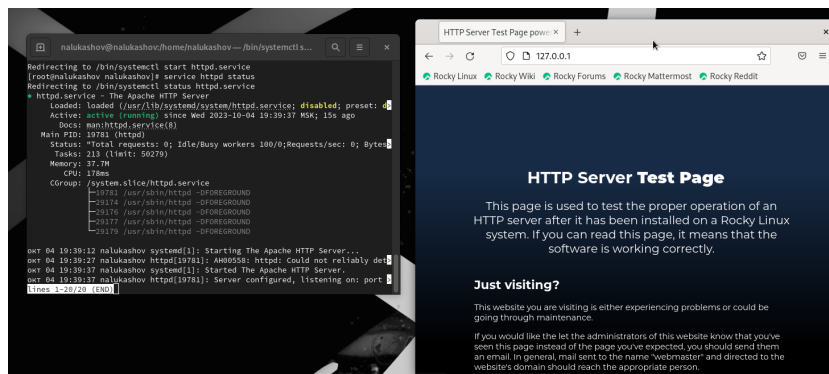 nalukashov@nalukashov:/home/nalukashov — /bin/systemctl s...
Redirecting to /bin/systemctl start httpd.service
[root@nalukashov nalukashov]# service httpd status
Redirecting to /bin/systemctl status httpd.service
● httpd.service - The Apache HTTP Server
Loaded: loaded (/usr/lib/systemd/system/httpd.service; disabled; preset: d>
Active: active (running) since Wed 2023-10-04 19:39:37 MSK; 15s ago
Docs: man:httpd.service(8)
Main PID: 19781 (httpd)
Status: "Total requests: 0; Idle/Busy workers 100/0;Requests/sec: 0; Bytes>
Tasks: 213 (limit: 50279)
Memory: 37.7M
CPU: 178ms
CGroup: /system.slice/httpd.service
├─19781 /usr/sbin/httpd -DFOREGROUND
├─29174 /usr/sbin/httpd -DFOREGROUND
├─29176 /usr/sbin/httpd -DFOREGROUND
├─29177 /usr/sbin/httpd -DFOREGROUND
└─29179 /usr/sbin/httpd -DFOREGROUND
окт 04 19:39:12 nalukashov systemd[1]: Starting The Apache HTTP Server...
окт 04 19:39:27 nalukashov httpd[19781]: AH00558: httpd: Could not reliably det>
окт 04 19:39:37 nalukashov systemd[1]: Started The Apache HTTP Server.
окт 04 19:39:37 nalukashov httpd[19781]: Server configured, listening on: port >
lines 1-20/20 (END)
HTTP Server Test Page powe
127.0.0.1
Rocky Linux Rocky Wiki Rocky Forums Rocky Mattermost Rocky Reddit
HTTP Server Test Page
This page is used to test the proper operation of an
HTTP server after it has been installed on a Rocky Linux
system. If you can read this page, it means that the
software is working correctly.
Just visiting?
This website you are visiting is either experiencing problems or could be
going through maintenance.
If you would like the let the administrators of this website know that you've
seen this page instead of the page you've expected, you should send them
an email. In general, mail sent to the name "webmaster" and directed to the
website's domain should reach the appropriate person.